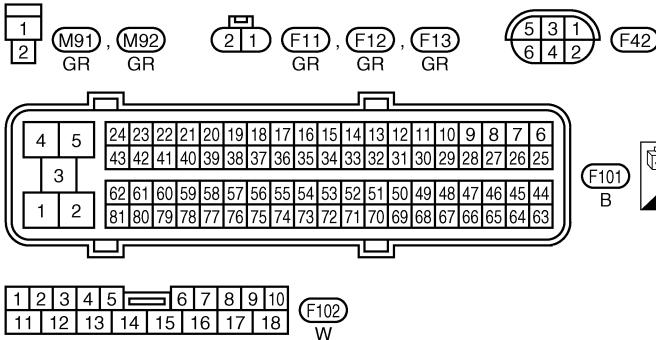 1
2
M91 , M92
GR GR
2 1
F11 , F12 , F13
GR GR GR
5 3 1
6 4 2
F42
4 5
3
1 2
24 23 22 21 20 19 18 17 16 15 14 13 12 11 10 9 8 7 6
43 42 41 40 39 38 37 36 35 34 33 32 31 30 29 28 27 26 25
62 61 60 59 58 57 56 55 54 53 52 51 50 49 48 47 46 45 44
81 80 79 78 77 76 75 74 73 72 71 70 69 68 67 66 65 64 63
F101
B
1 2 3 4 5 6 7 8 9 10
11 12 13 14 15 16 17 18
F102
W